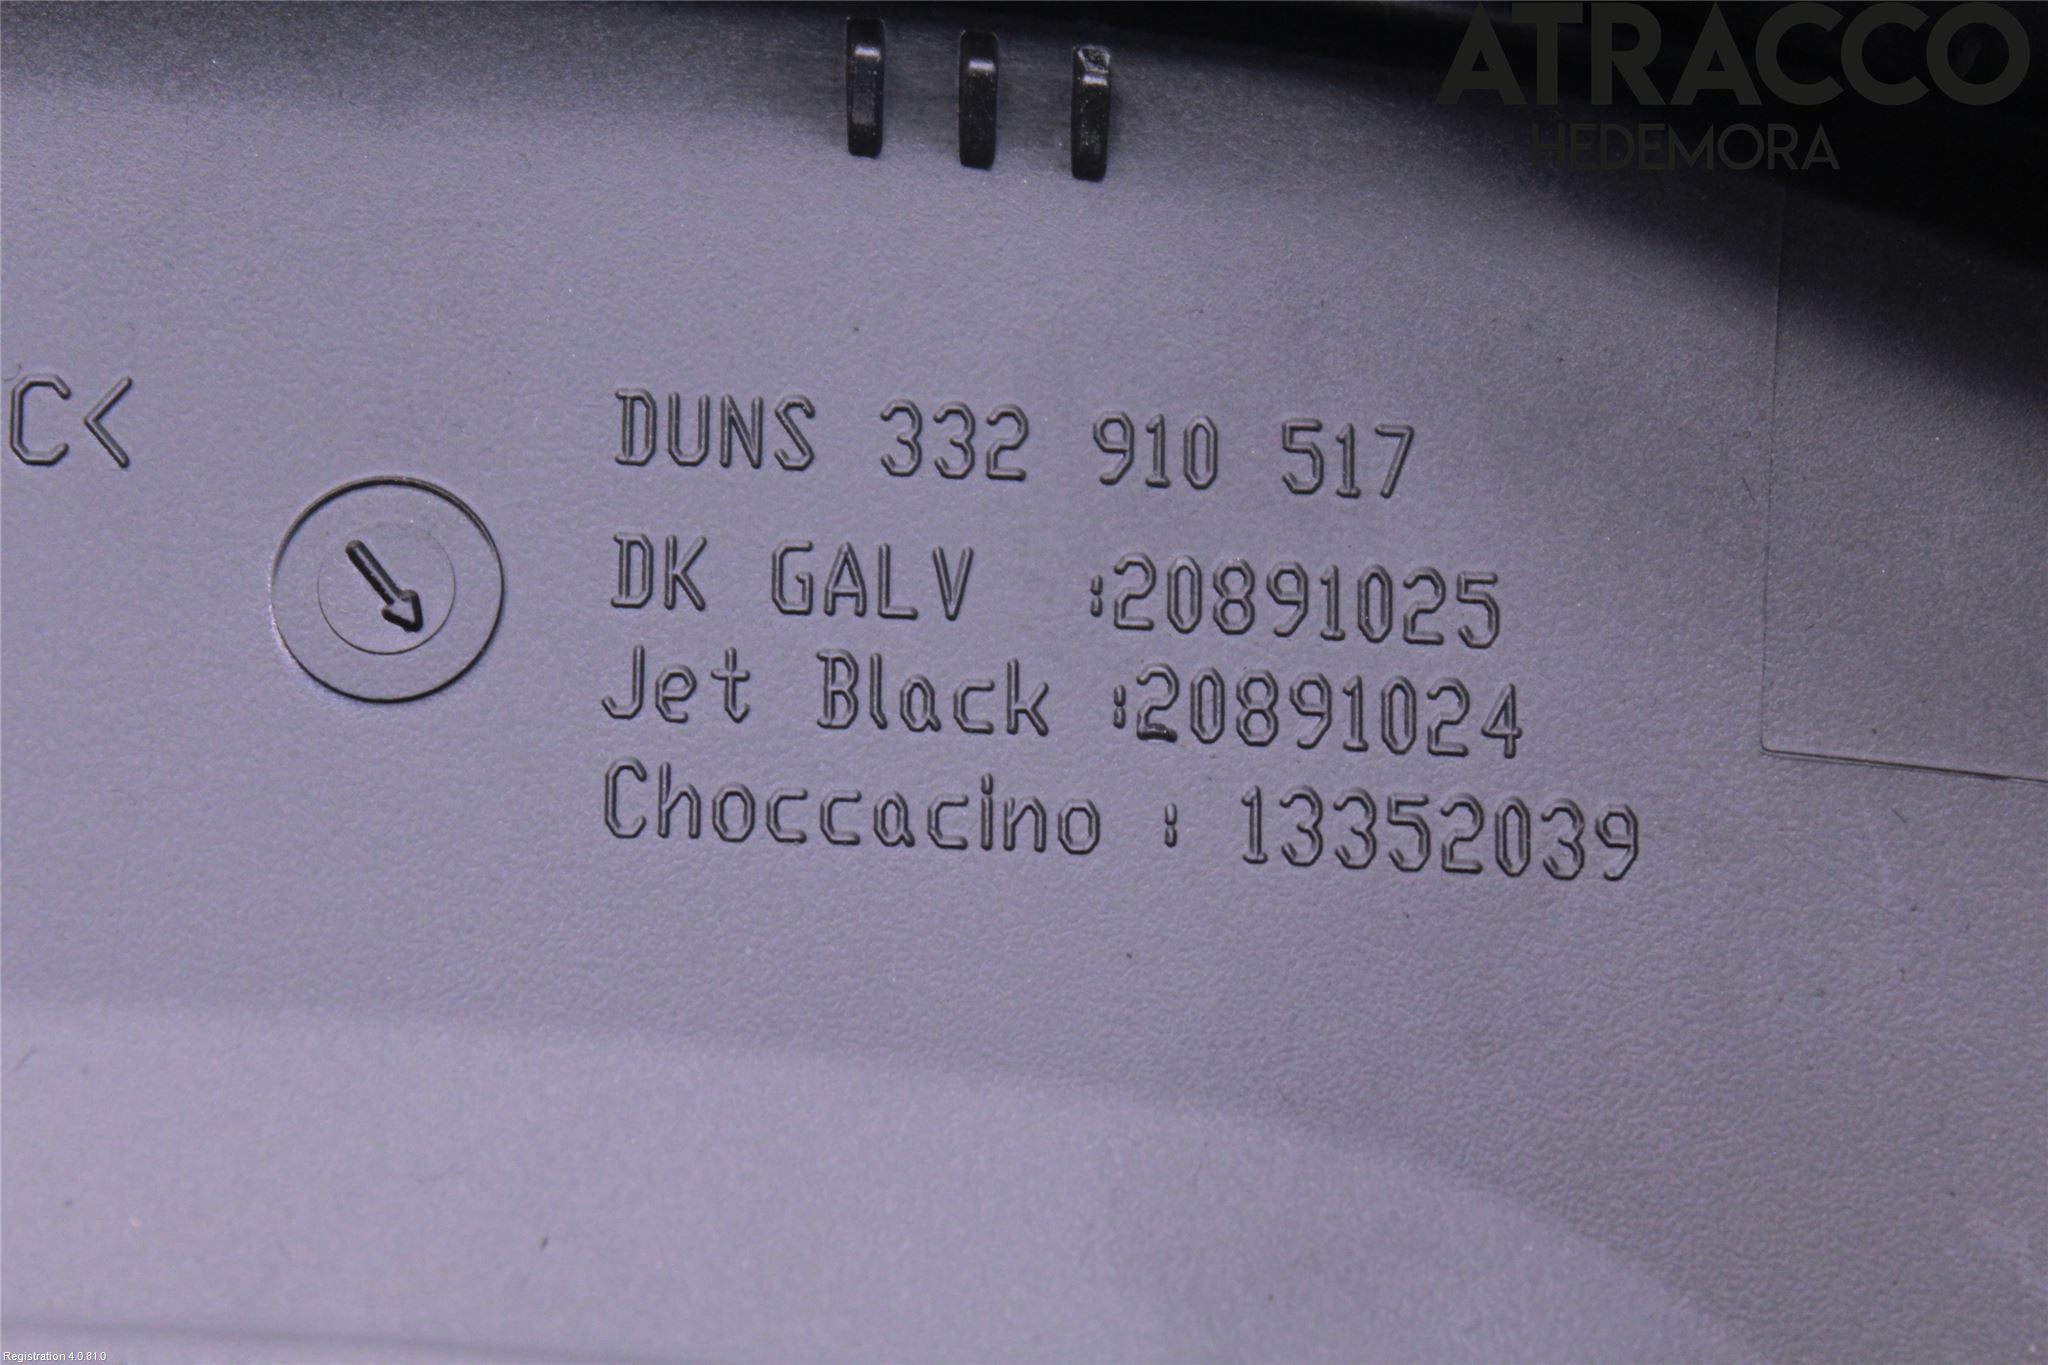 ATRACCO
HEDEMORA
C<
DUNS 332 910 517
DK GALV :20891025
Jet Black :20891024
Choccacino : 13352039
Registration 4.0.81.0